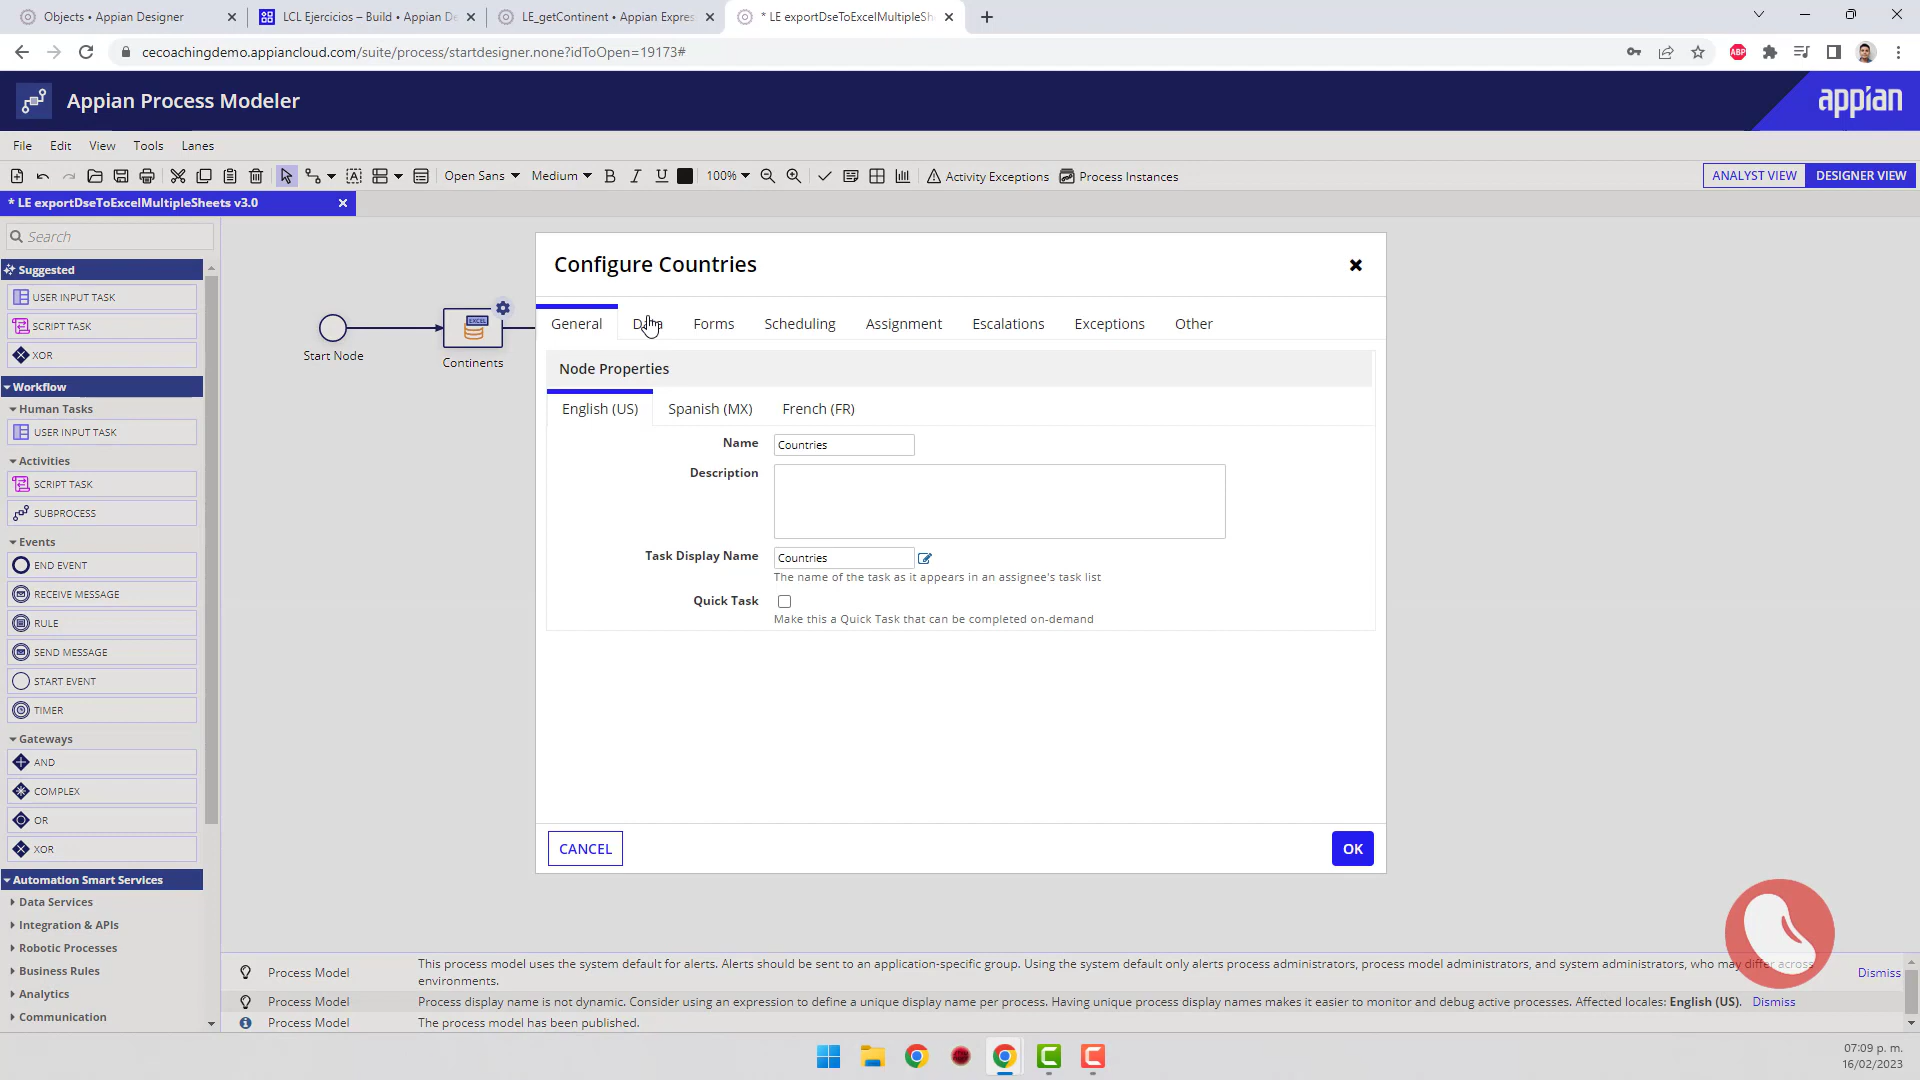 Objects • Appian Designer
LCL Ejercicios – Build • Appian De
LE_getContinent • Appian Expres
* LE exportDseToExcelMultipleSh
cecoachingdemo.appiancloud.com/suite/process/startdesigner.none?idToOpen=19173#
ABP
Appian Process Modeler
appian
File Edit View Tools Lanes
Open Sans Medium B I U 100% Activity Exceptions Process Instances
ANALYST VIEW DESIGNER VIEW
* LE exportDseToExcelMultipleSheets v3.0
Search
Suggested
USER INPUT TASK
SCRIPT TASK
XOR
Workflow
Human Tasks
USER INPUT TASK
Activities
SCRIPT TASK
SUBPROCESS
Events
END EVENT
RECEIVE MESSAGE
RULE
SEND MESSAGE
START EVENT
TIMER
Gateways
AND
COMPLEX
OR
XOR
Automation Smart Services
Data Services
Integration & APIs
Robotic Processes
Business Rules
Analytics
Communication
Start Node
EXCEL
Continents
Configure Countries
General Data Forms Scheduling Assignment Escalations Exceptions Other
Node Properties
English (US) Spanish (MX) French (FR)
Name Countries
Description
Task Display Name Countries
The name of the task as it appears in an assignee's task list
Quick Task
Make this a Quick Task that can be completed on-demand
CANCEL
OK
Process Model This process model uses the system default for alerts. Alerts should be sent to an application-specific group. Using the system default only alerts process administrators, process model administrators, and system administrators, who may differ across
environments.
Dismiss
Process Model Process display name is not dynamic. Consider using an expression to define a unique display name per process. Having unique process display names makes it easier to monitor and debug active processes. Affected locales: English (US). Dismiss
Process Model The process model has been published.
07:09 p. m.
16/02/2023